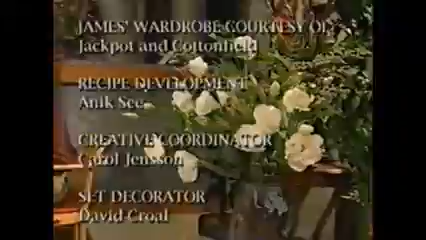 JAMES' WARDROBE COURTESY OF
Jackpot and Cottonfield
RECIPE DEVELOPMENT
Anik See
CREATIVE COORDINATOR
Carol Jensson
SET DECORATOR
David Croal